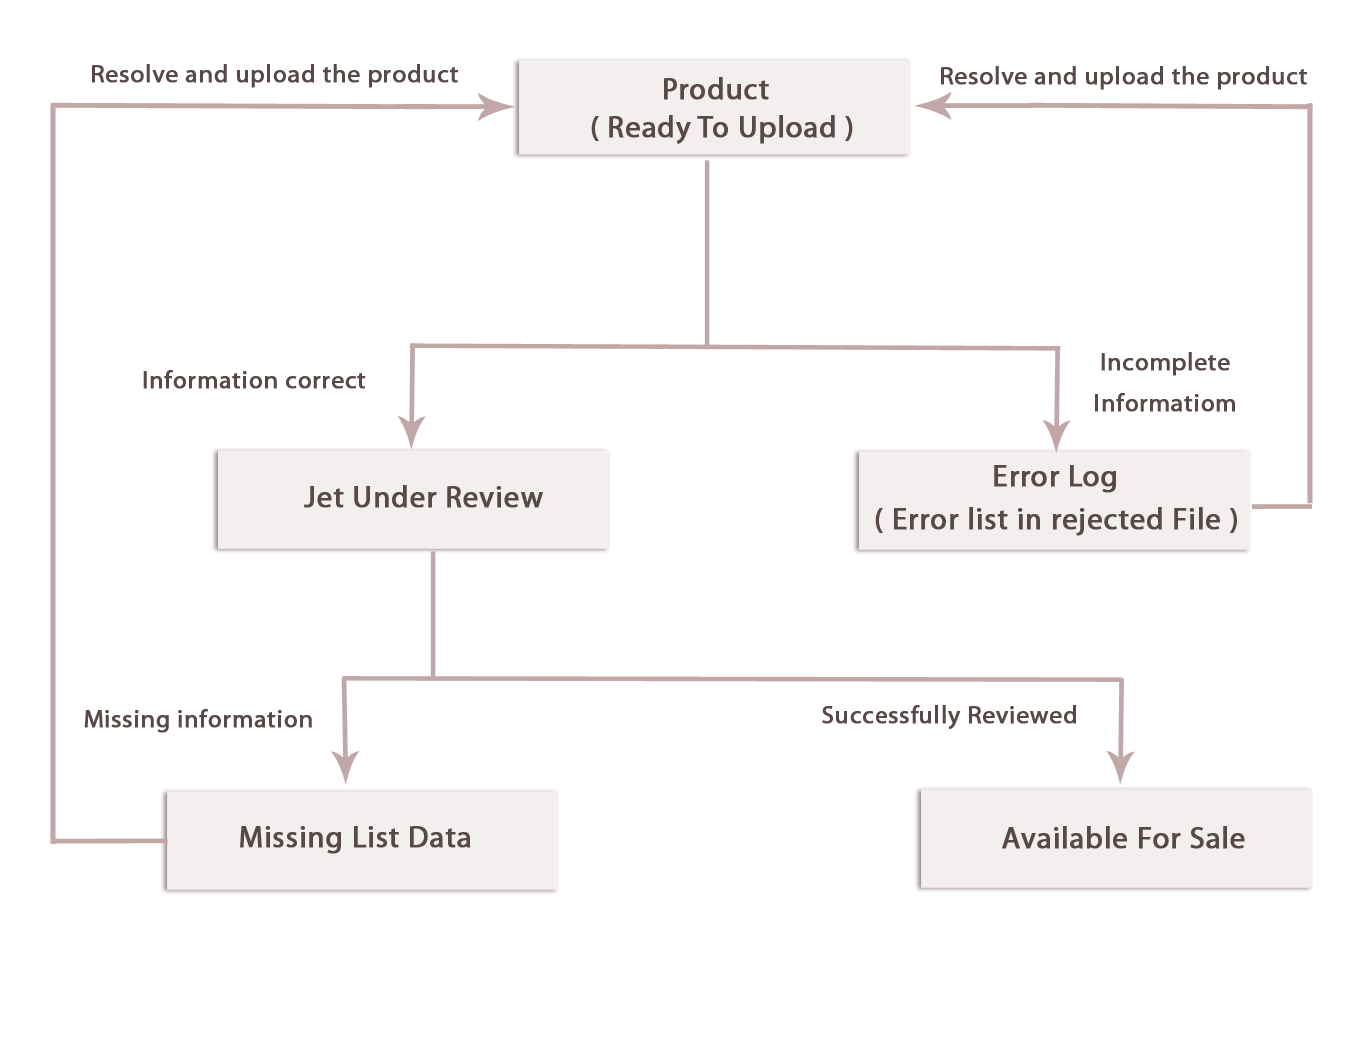 Resolve and upload the product
Product
( Ready To Upload )
Resolve and upload the product
Information correct
Incomplete
Informatiom
Jet Under Review
Error Log
( Error list in rejected File )
Missing information
Successfully Reviewed
Missing List Data
Available For Sale